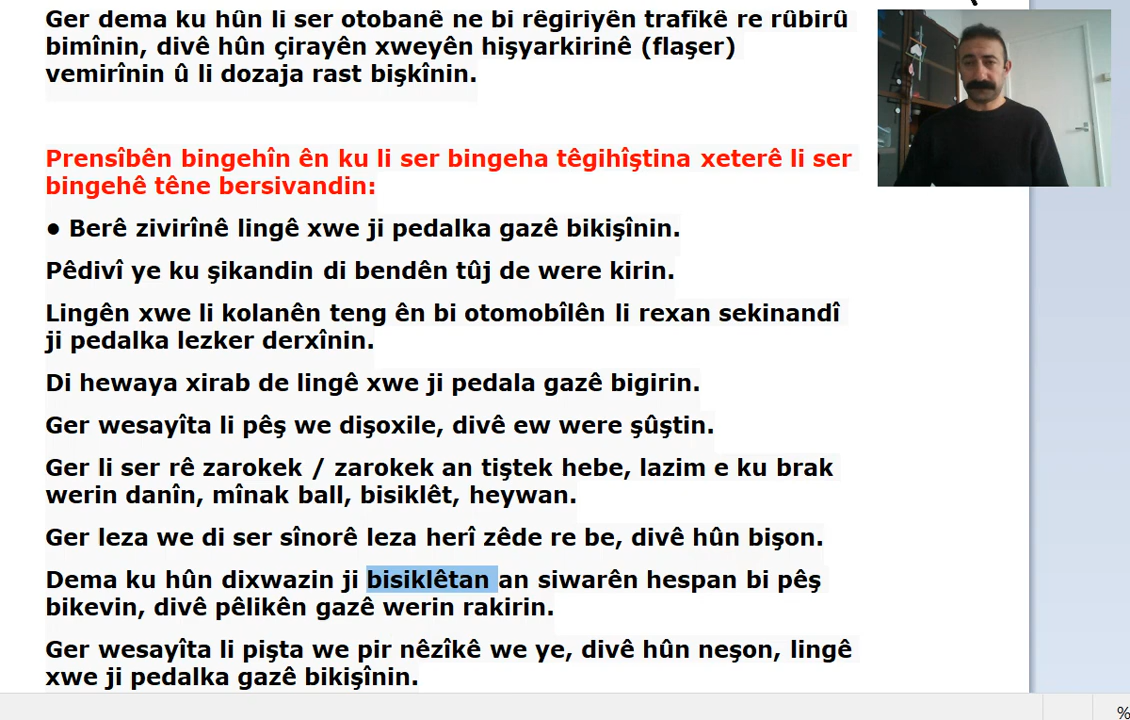 Ger dema ku hûn li ser otobanê ne bi rêgiriyên trafîkê re rûbirû
bimînin, divê hûn çirayên xweyên hişyarkirinê (flaşer)
vemirînin û li dozaja rast bişkînin.
Prensîbên bingehîn ên ku li ser bingeha têgihîştina xeterê li ser
bingehê têne bersivandin:
● Berê zivirînê lingê xwe ji pedalka gazê bikişînin.
Pêdivî ye ku şikandin di bendên tûj de were kirin.
Lingên xwe li kolanên teng ên bi otomobîlên li rexan sekinandî
ji pedalka lezker derxînin.
Di hewaya xirab de lingê xwe ji pedala gazê bigirin.
Ger wesayîta li pêş we dişoxile, divê ew were şûştin.
Ger li ser rê zarokek / zarokek an tiştek hebe, lazim e ku brak
werin danîn, mînak ball, bisiklêt, heywan.
Ger leza we di ser sînorê leza herî zêde re be, divê hûn bişon.
Dema ku hûn dixwazin ji bisiklêtan an siwarên hespan bi pêş
bikevin, divê pêlikên gazê werin rakirin.
Ger wesayîta li pişta we pir nêzîkê we ye, divê hûn neşon, lingê
xwe ji pedalka gazê bikişînin.
%